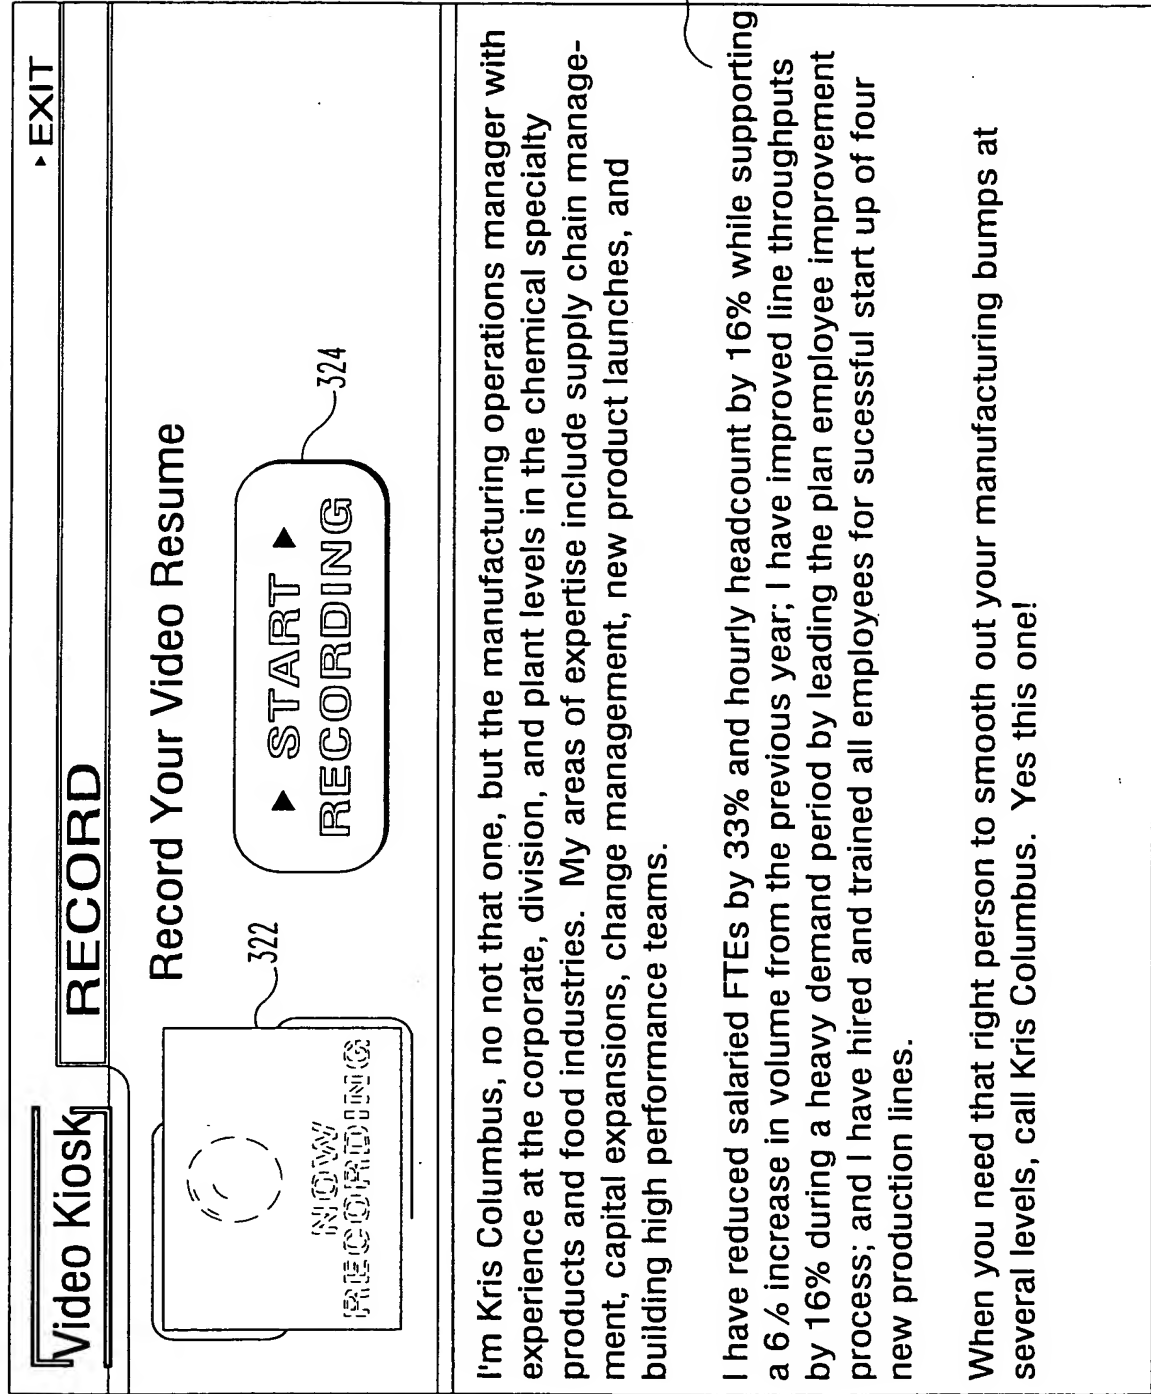 Video Kiosk
▸EXIT
RECORD
Record Your Video Resume
322
NOW
RECORDING
▶ START ▶
RECORDING
324
I'm Kris Columbus, no not that one, but the manufacturing operations manager with
experience at the corporate, division, and plant levels in the chemical specialty
products and food industries.  My areas of expertise include supply chain manage-
ment, capital expansions, change management, new product launches, and
building high performance teams.
I have reduced salaried FTEs by 33% and hourly headcount by 16% while supporting
a 6% increase in volume from the previous year; I have improved line throughputs
by 16% during a heavy demand period by leading the plan employee improvement
process; and I have hired and trained all employees for sucessful start up of four
new production lines.
When you need that right person to smooth out your manufacturing bumps at
several levels, call Kris Columbus.  Yes this one!